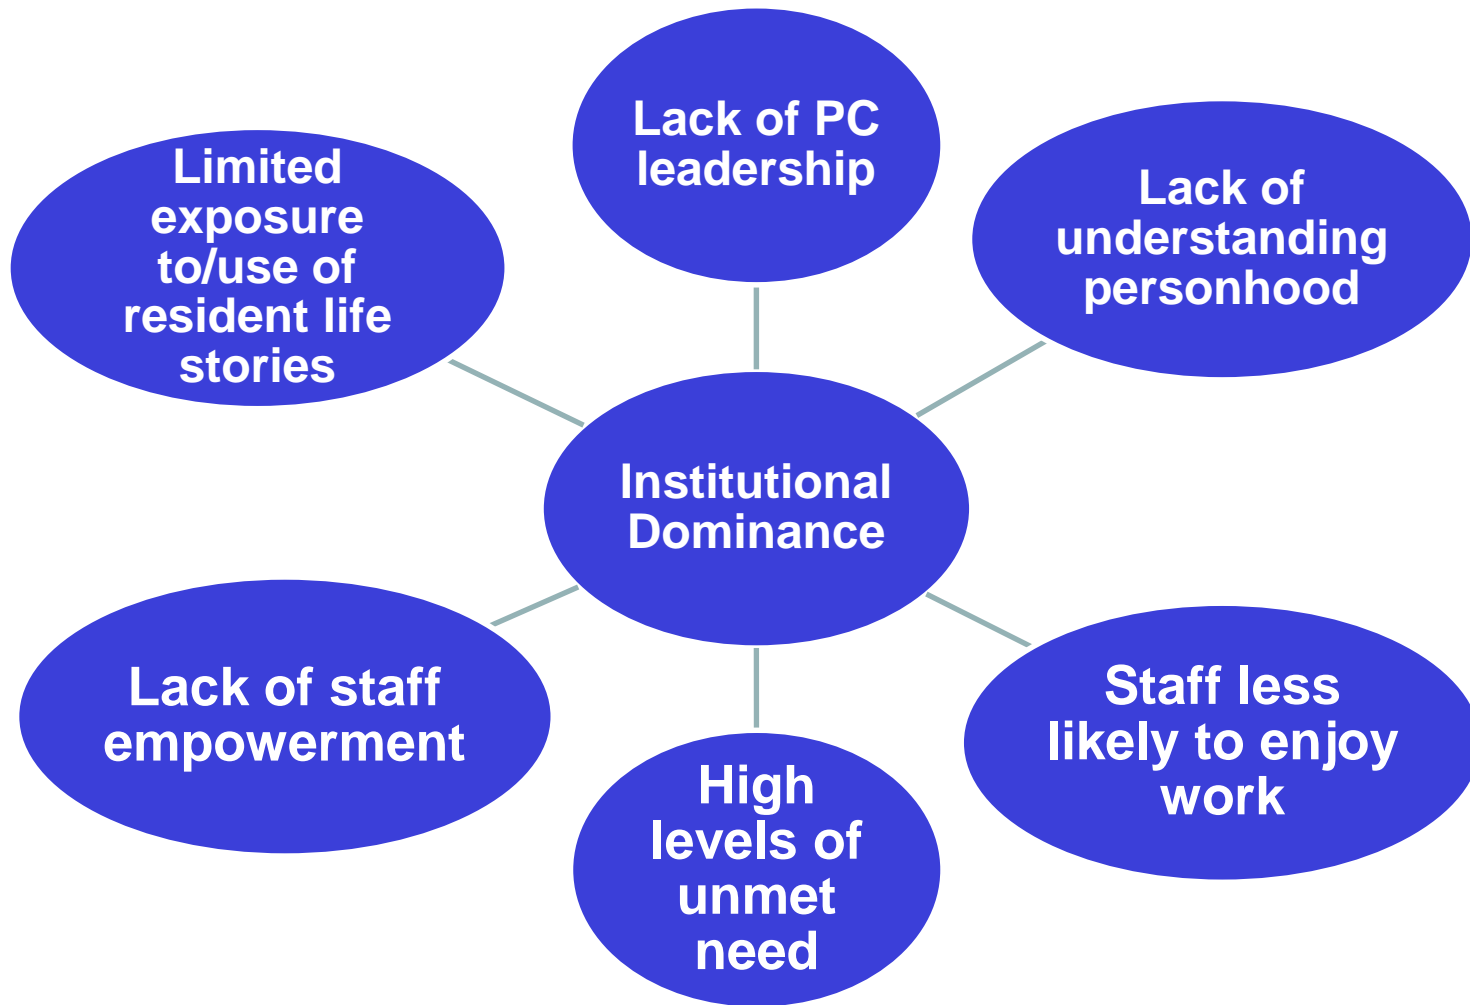 Lack of PC
leadership
Limited
exposure
to/use of
resident life
stories
Lack of
understanding
personhood
Institutional
Dominance
Lack of staff
empowerment
Staff less
likely to enjoy
work
High
levels of
unmet
need